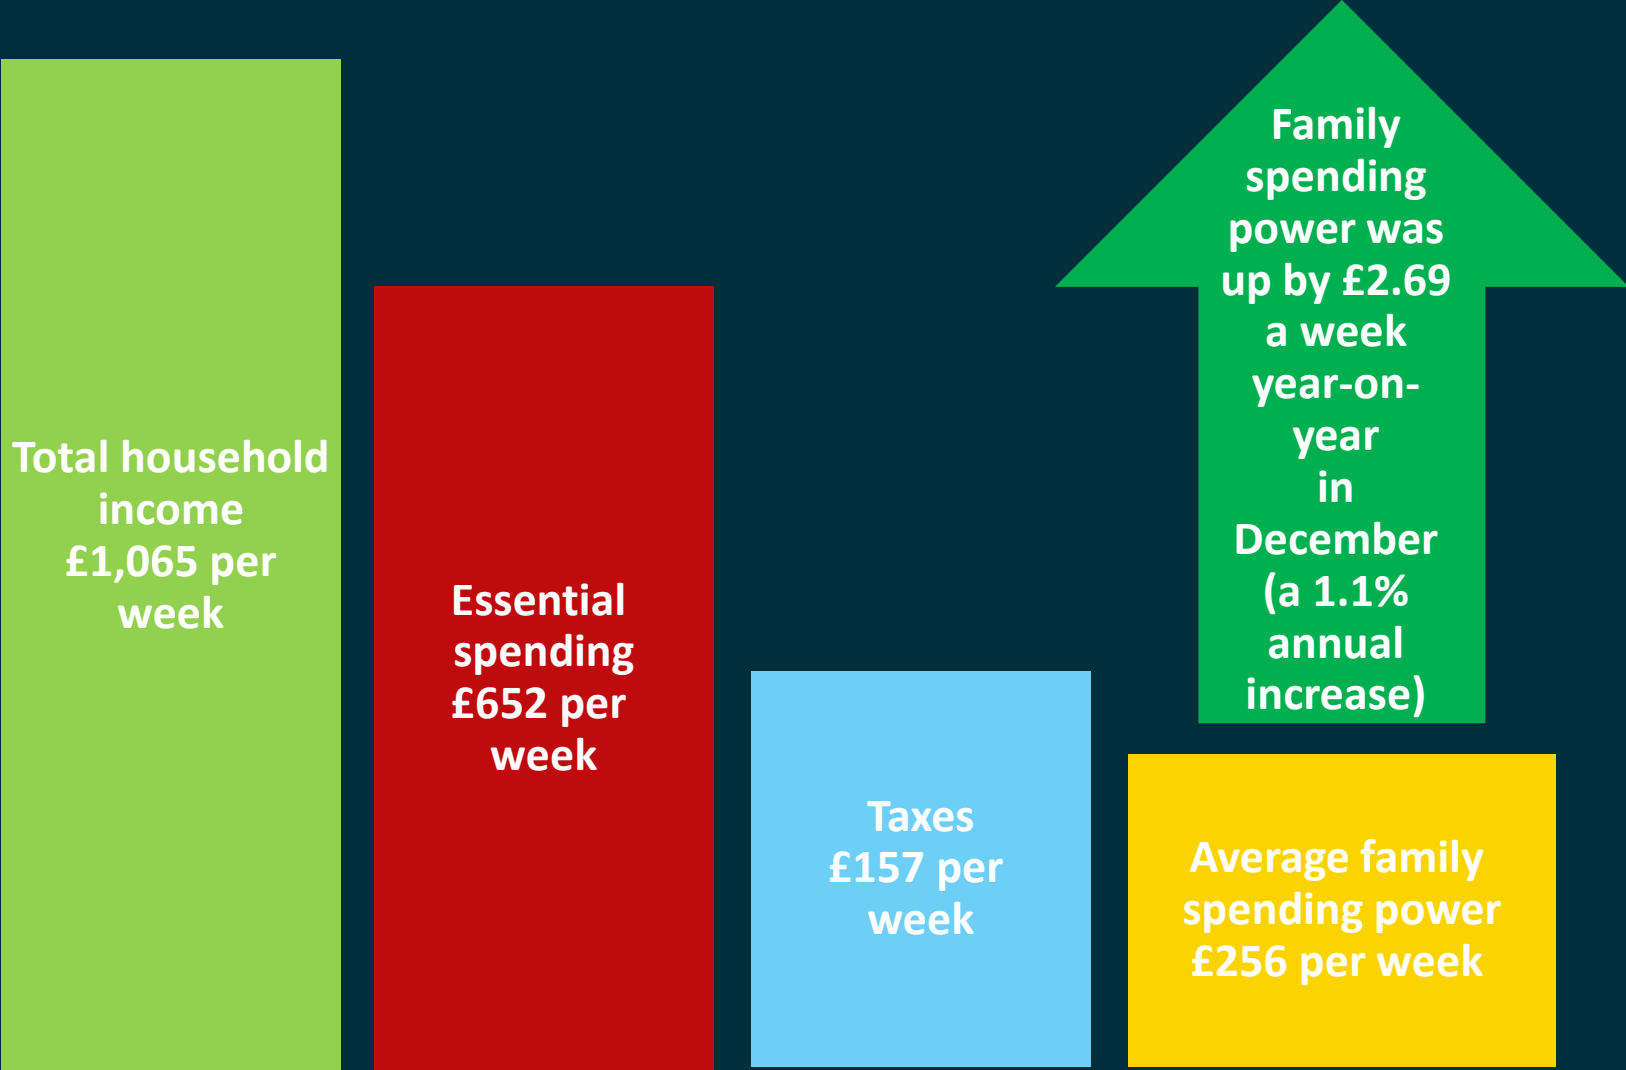 Total household
income
£1,065 per
week
Essential
spending
£652 per
week
Taxes
£157 per
week
Family
spending
power was
up by £2.69
a week
year-on-
year
in
December
(a 1.1%
annual
increase)
Average family
spending power
£256 per week